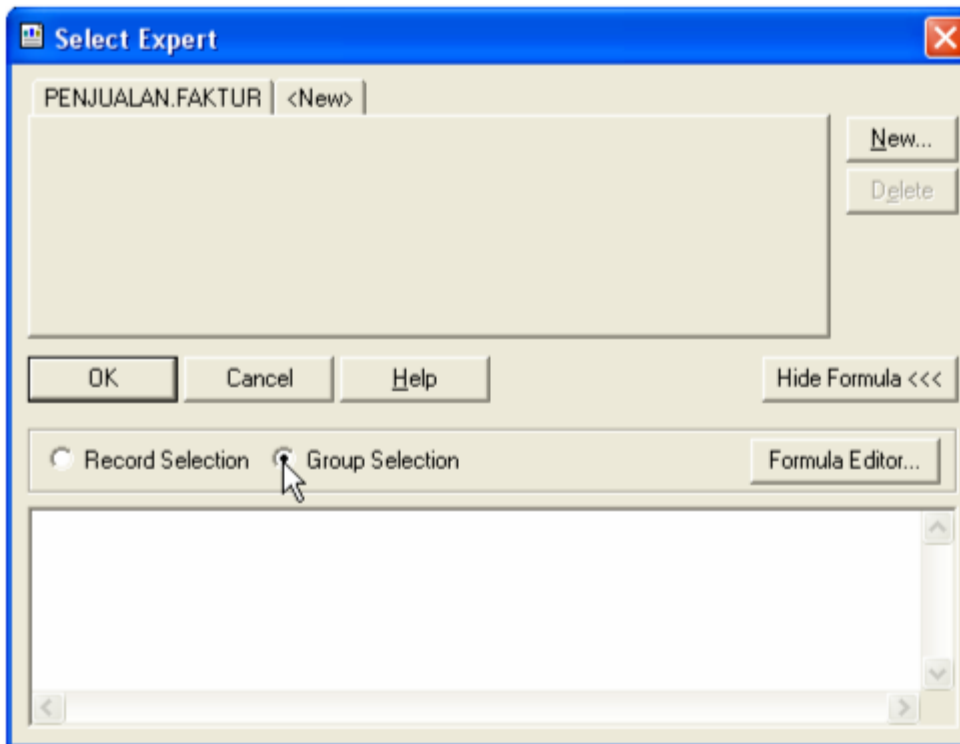 Select Expert
PENJUALAN.FAKTUR <New>
New...
Delete
OK Cancel Help Hide Formula <<<
Record Selection Group Selection Formula Editor...